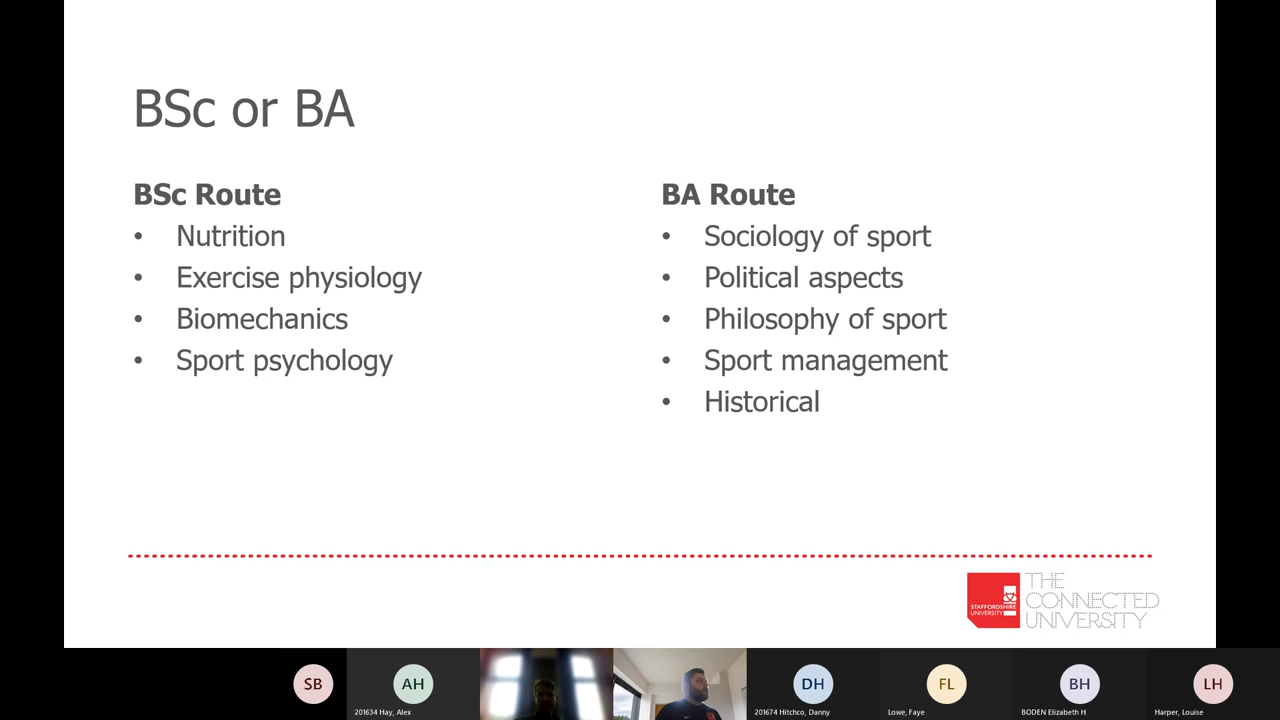 BSc or BA
BSc Route
• Nutrition
• Exercise physiology
• Biomechanics
• Sport psychology
BA Route
• Sociology of sport
• Political aspects
• Philosophy of sport
• Sport management
• Historical
STAFFORDSHIRE
UNIVERSITY
THE
CONNECTED
UNIVERSITY
SB
AH
201634 Hay, Alex
DH
201674 Hitchco, Danny
FL
Lowe, Faye
BH
BODEN Elizabeth H
LH
Harper, Louise